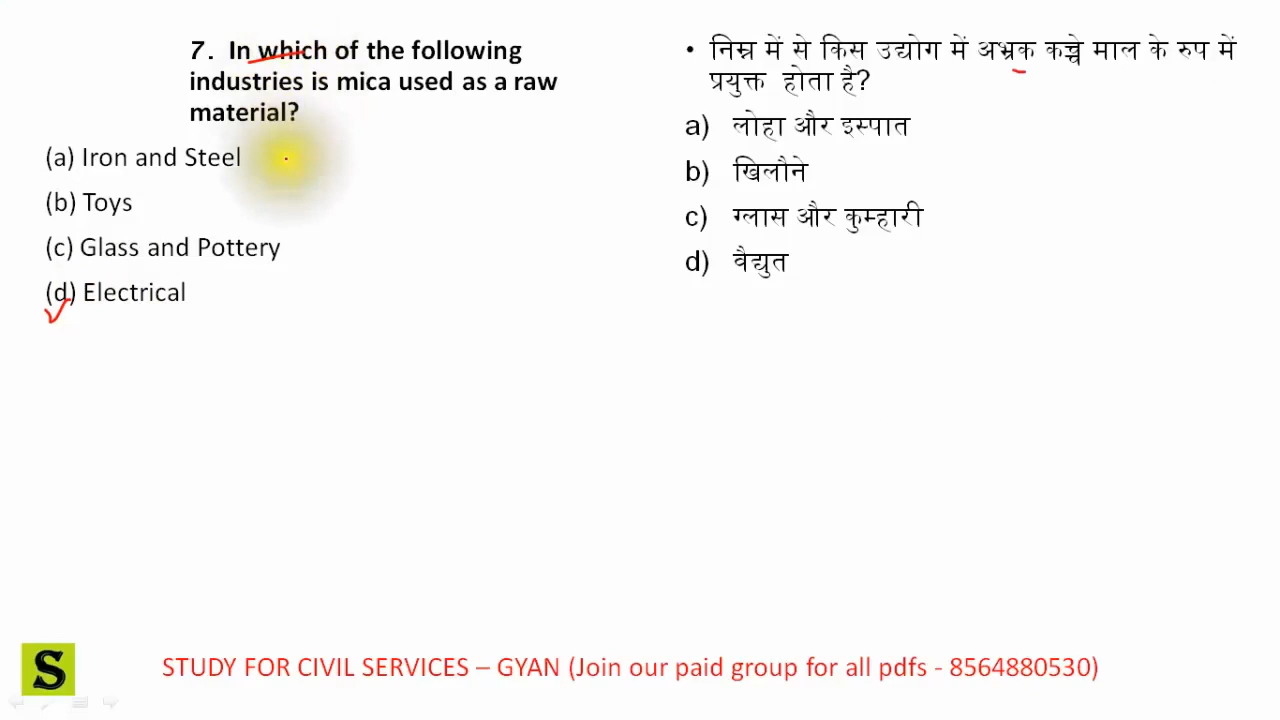 7. In which of the following
industries is mica used as a raw
material?
(a) Iron and Steel
(b) Toys
(c) Glass and Pottery
(d) Electrical
• निम्न में से किस उद्योग में अभ्रक कच्चे माल के रुप में
प्रयुक्त होता है?
a) लोहा और इस्पात
b) खिलौने
c) ग्लास और कुम्हारी
d) वैद्युत
S
STUDY FOR CIVIL SERVICES – GYAN (Join our paid group for all pdfs - 8564880530)